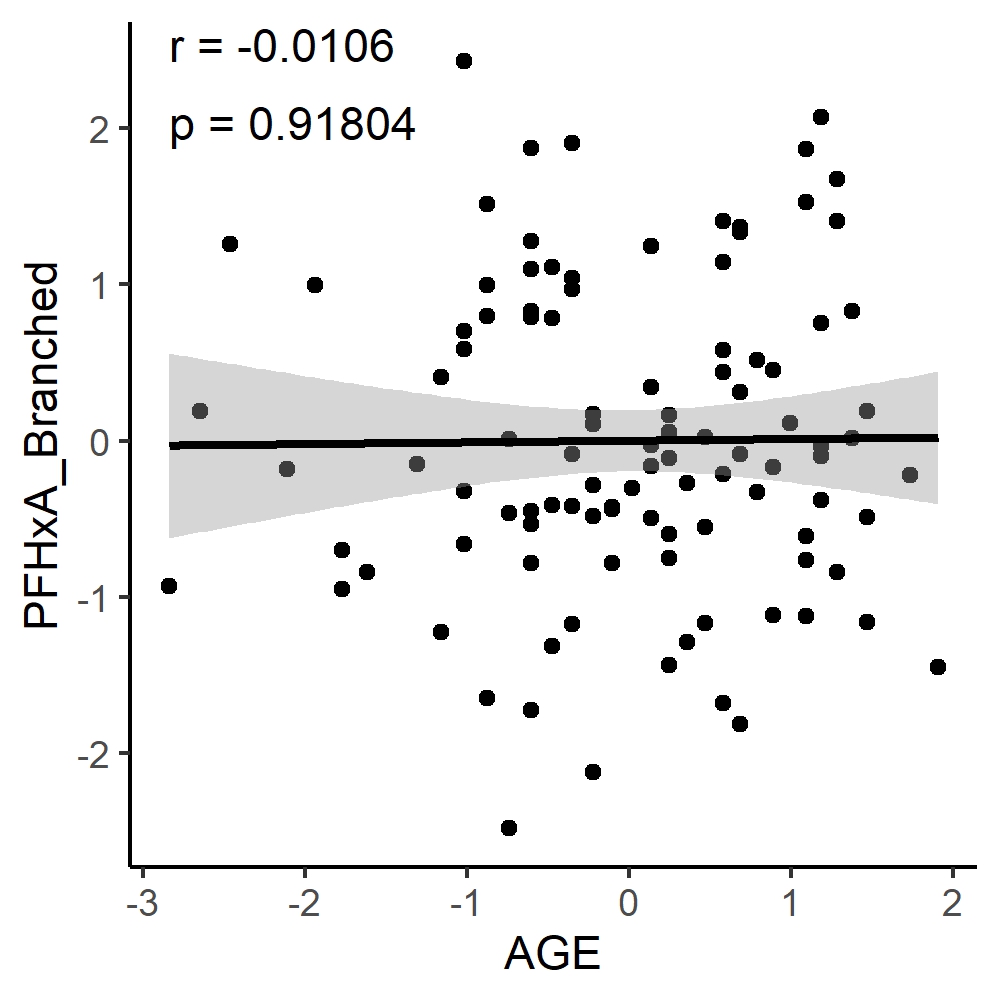 r = -0.0106
p = 0.91804
PFHxA_Branched
2
1
0
-1
-2
-3 -2 -1 0 1 2
AGE